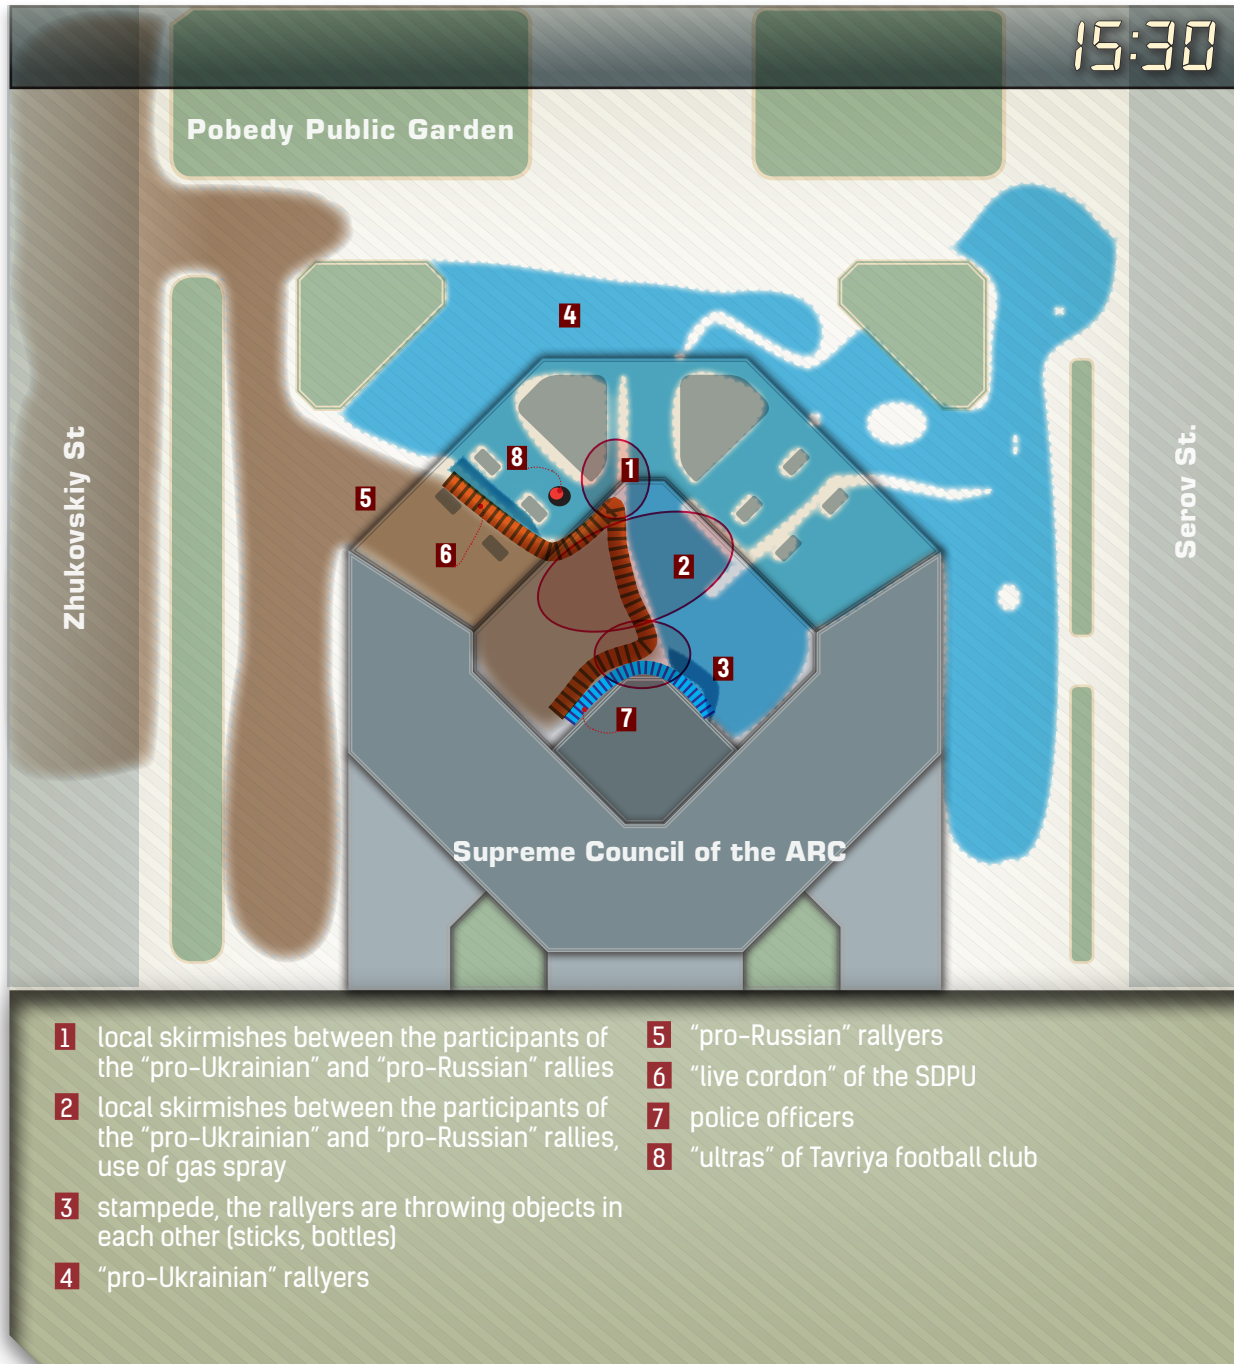 15:30
Pobedy Public Garden
4
8
1
5
6
2
3
7
Zhukovskiy St
Serov St.
Supreme Council of the ARC
1 local skirmishes between the participants of
the “pro-Ukrainian” and “pro-Russian” rallies
2 local skirmishes between the participants of
the “pro-Ukrainian” and “pro-Russian” rallies,
use of gas spray
3 stampede, the rallyers are throwing objects in
each other (sticks, bottles)
4 “pro-Ukrainian” rallyers
5 “pro-Russian” rallyers
6 “live cordon” of the SDPU
7 police officers
8 “ultras” of Tavriya football club